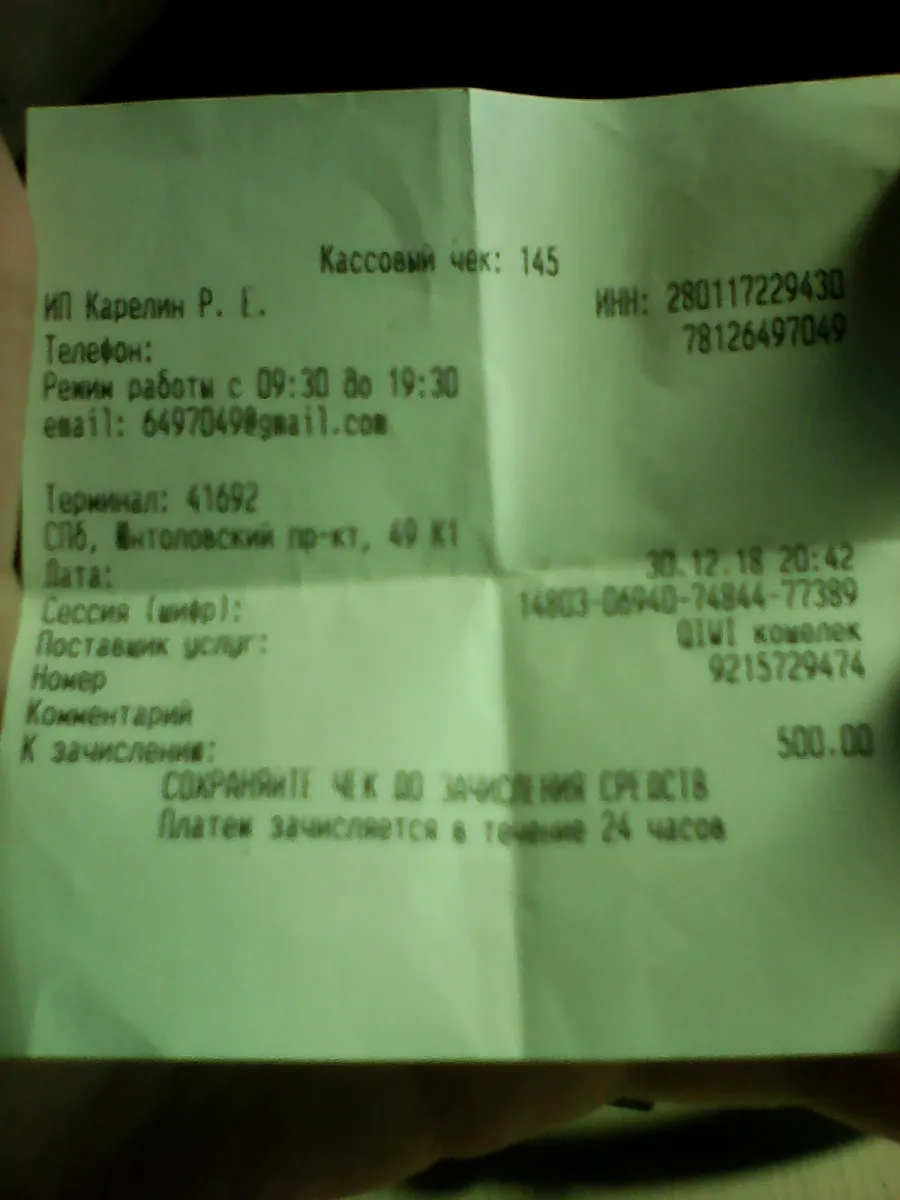 Кассовый чек: 145
ИП Карелин Р. Е. ИНН: 280117229430
Телефон: 78126497049
Режим работы с 09:30 до 19:30
email: 6497049@gmail.com
Терминал: 41692
СПб, Шнтоловский пр-кт, 49 К1
Дата: 30.12.18 20:42
Сессия (шифр): 14803-06940-74844-77389
Поставшик услуг: QIWI кошелек
Номер 9215729474
Комментарий
К зачислению: 500.00
СОХРАНЯЙТЕ ЧЕК ДО ЗАЧИСЛЕНИЯ СРЕДСТВ
Платеж зачисляется в течение 24 часов